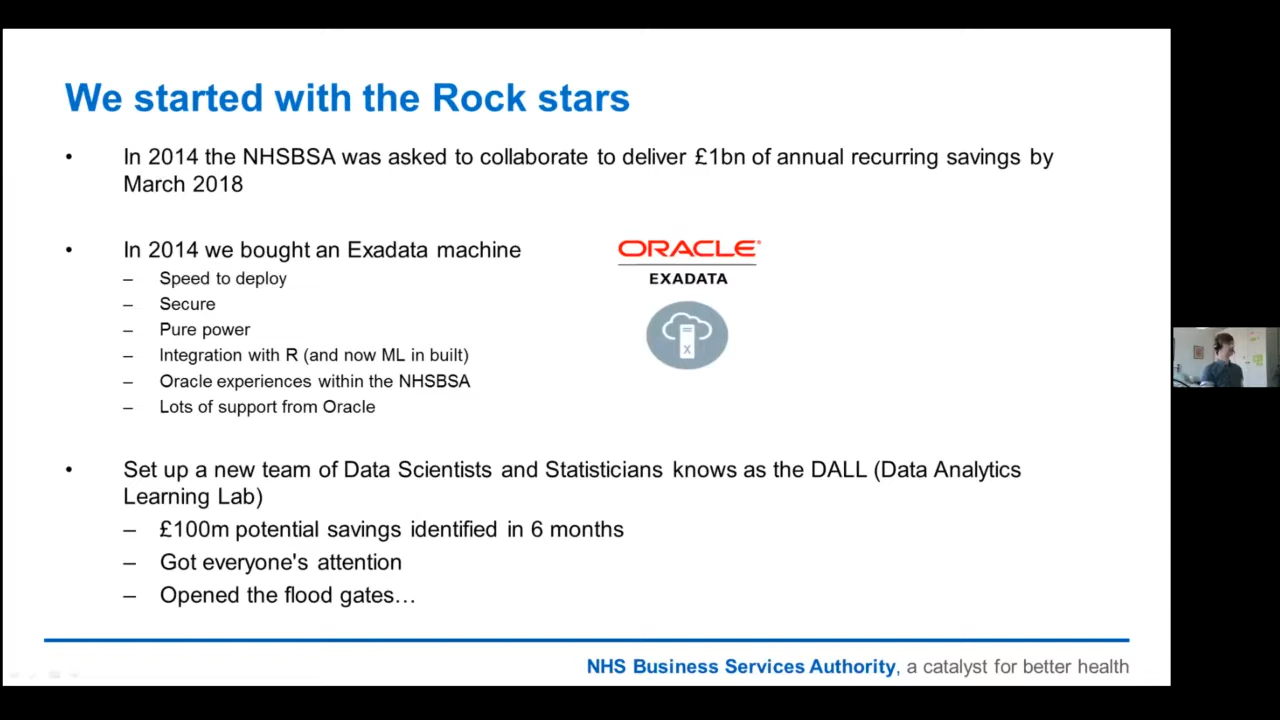 We started with the Rock stars
• In 2014 the NHSBSA was asked to collaborate to deliver £1bn of annual recurring savings by
March 2018
• In 2014 we bought an Exadata machine
– Speed to deploy
– Secure
– Pure power
– Integration with R (and now ML in built)
– Oracle experiences within the NHSBSA
– Lots of support from Oracle
ORACLE®
EXADATA
X
• Set up a new team of Data Scientists and Statisticians knows as the DALL (Data Analytics
Learning Lab)
– £100m potential savings identified in 6 months
– Got everyone's attention
– Opened the flood gates…
NHS Business Services Authority, a catalyst for better health